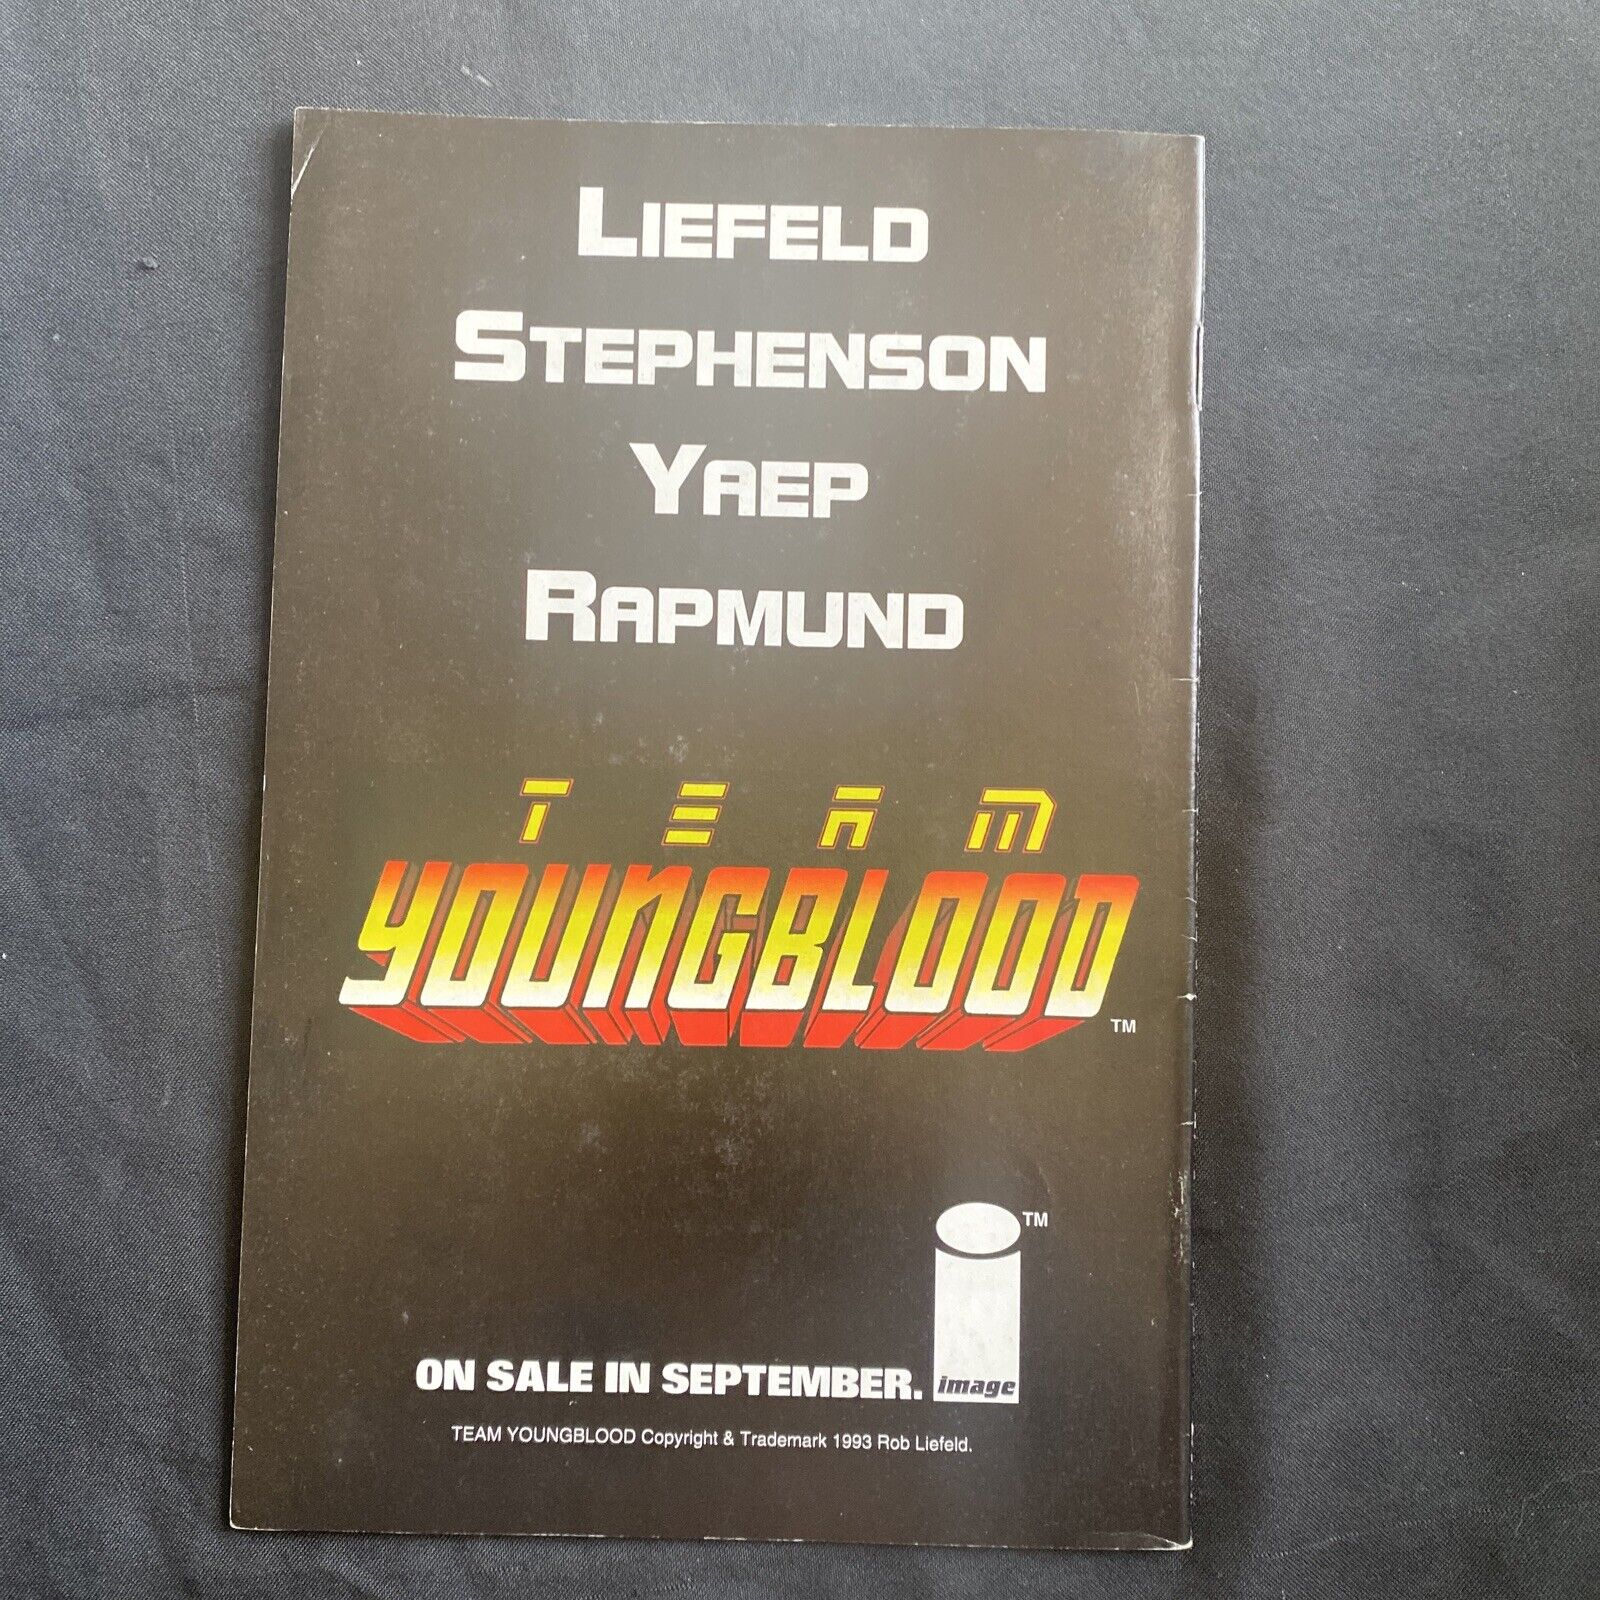 LIEFELD
STEPHENSON
YAEP
RAPMUND
TEAM
YOUNGBLOOD TM
TM
ON SALE IN SEPTEMBER. image
TEAM YOUNGBLOOD Copyright & Trademark 1993 Rob Liefeld.